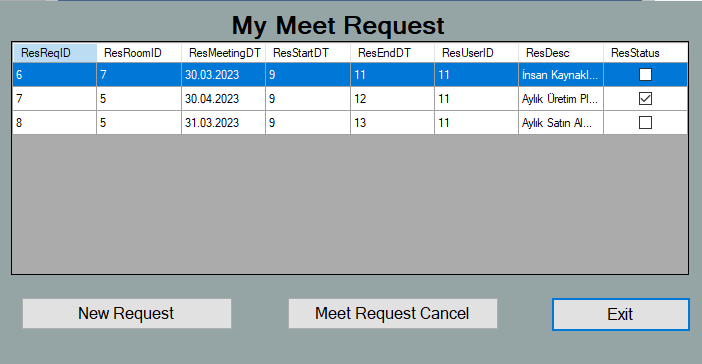 My Meet Request
ResReqID ResRoomID ResMeetingDT ResStartDT ResEndDT ResUserID ResDesc ResStatus
6 7 30.03.2023 9 11 11 İnsan Kaynakl...
7 5 30.04.2023 9 12 11 Aylık Üretim Pl...
8 5 31.03.2023 9 13 11 Aylık Satın Al...
New Request Meet Request Cancel Exit